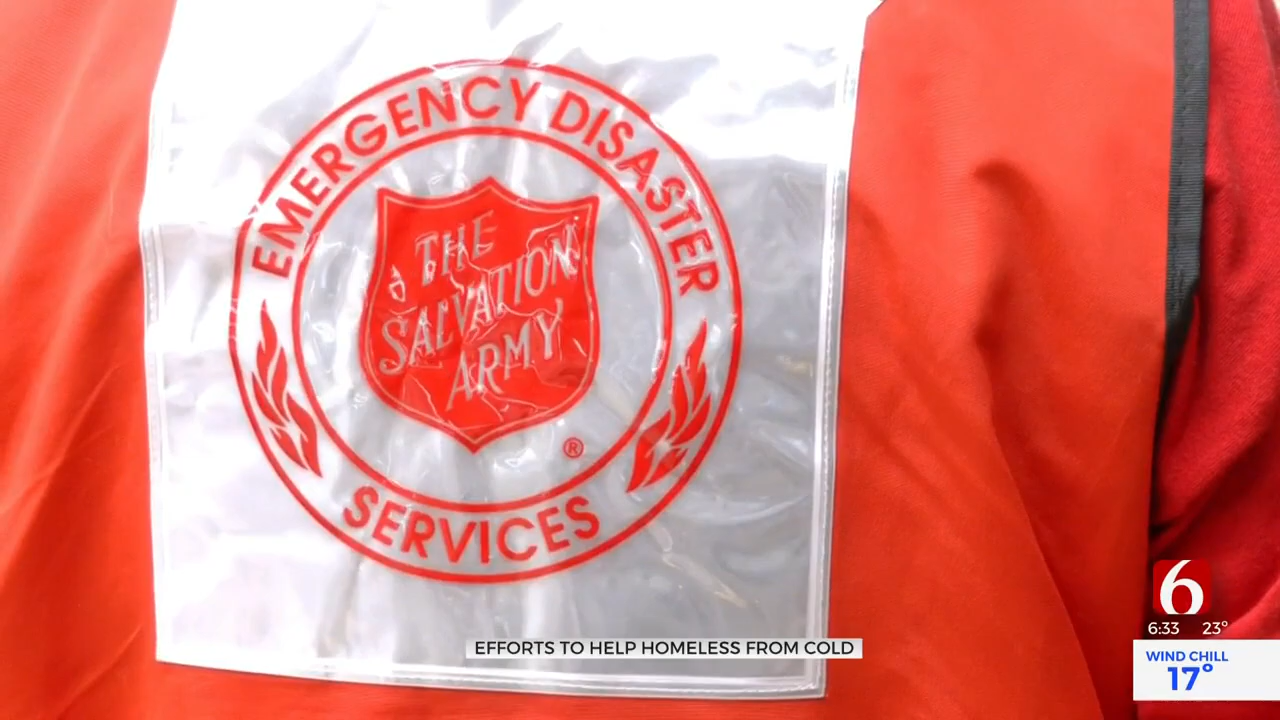 EMERGENCY DISASTER
THE
SALVATION
ARMY
®
SERVICES
EFFORTS TO HELP HOMELESS FROM COLD
6
6:33 23°
WIND CHILL
17°